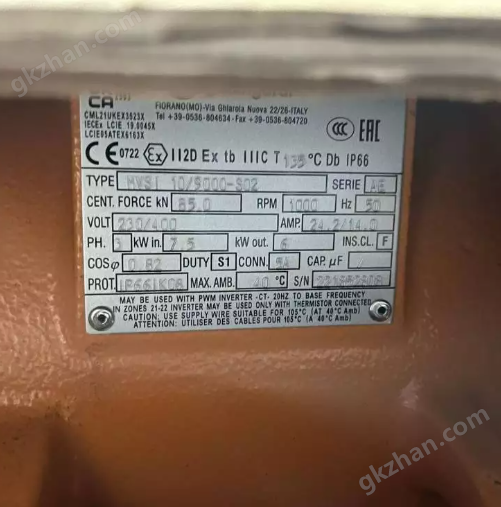 gkzhan.com
FIORANO(MO)-Via Ghiarola Nuova 22/26-ITALY
CML21UKEX3823X Tel +39-0536-804634-Fax +39-0536-804720
IECEx LCIE 19.0045X
LCIE05ATEX6163X
CCC EAC
CE 0722 Ex II2D Ex tb IIIC T 135 °C Db IP66
TYPE MVSI 10/9000-S02 SERIE AE
CENT. FORCE kN 85.0 RPM 1000 Hz 50
VOLT 230/400 AMP. 24.2/14.0
PH. 3 kW in. 7.5 kW out. 6 INS.CL. F
COSφ 0.82 DUTY S1 CONN. CAP. µF /
PROT. MAX. AMB. 40 °C S/N
MAY BE USED WITH PWM INVERTER -CT- 20HZ TO BASE FREQUENCY
IN ZONES 21-22 INVERTER MAY BE USED ONLY WITH THERMISTOR CONNECTED
CAUTION: USE SUPPLY WIRE SUITABLE FOR 105°C (AT 40°C Amb)
ATTENTION: UTILISER DES CABLES POUR 105°C (A 40°C Amb)
gkzhan.com